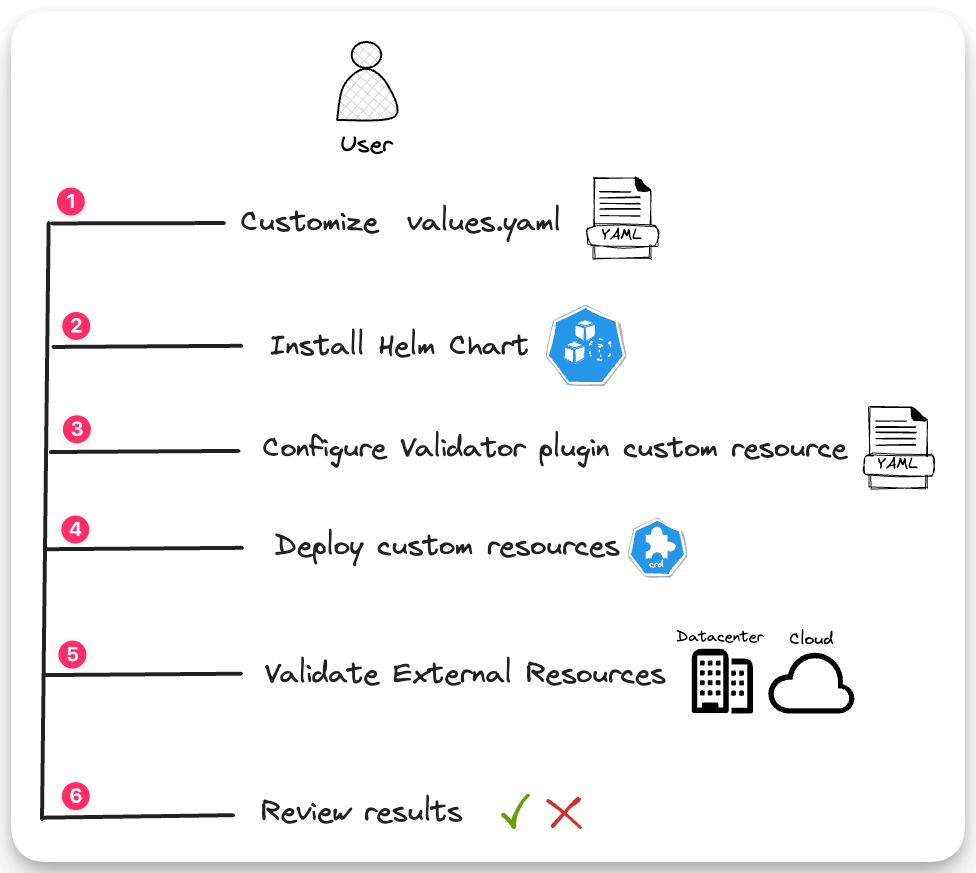 User
1
Customize values.yaml
YAML
2
Install Helm Chart
3
Configure Validator plugin custom resource
YAML
4
Deploy custom resources
crd
5
Validate External Resources
Datacenter
Cloud
6
Review results